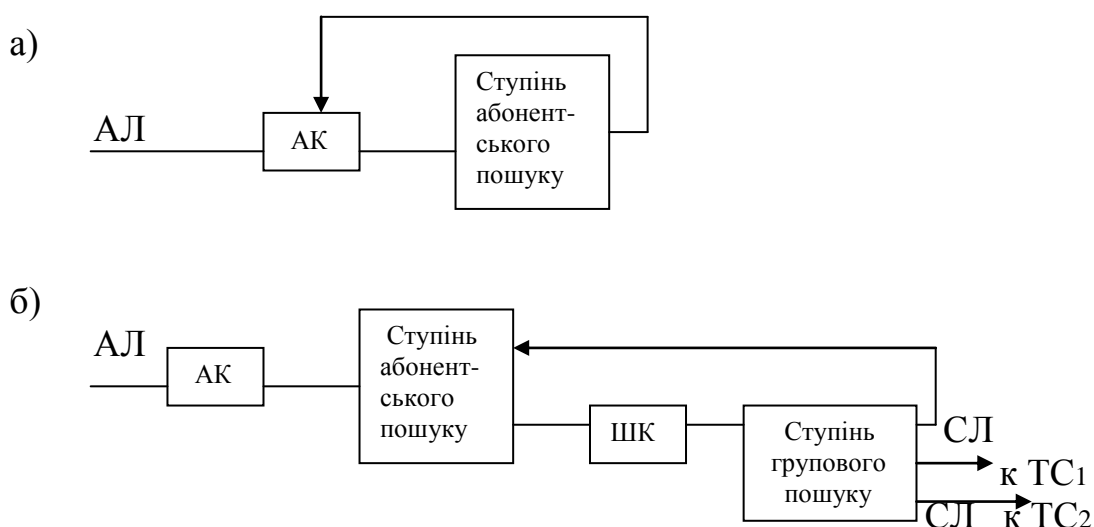 а)
АЛ
АК
Ступінь
абонент-
ського
пошуку
б)
АЛ
АК
Ступінь
абонент-
ського
пошуку
ШК
Ступінь
групового
пошуку
СЛ
к ТС1
СЛ к ТС2